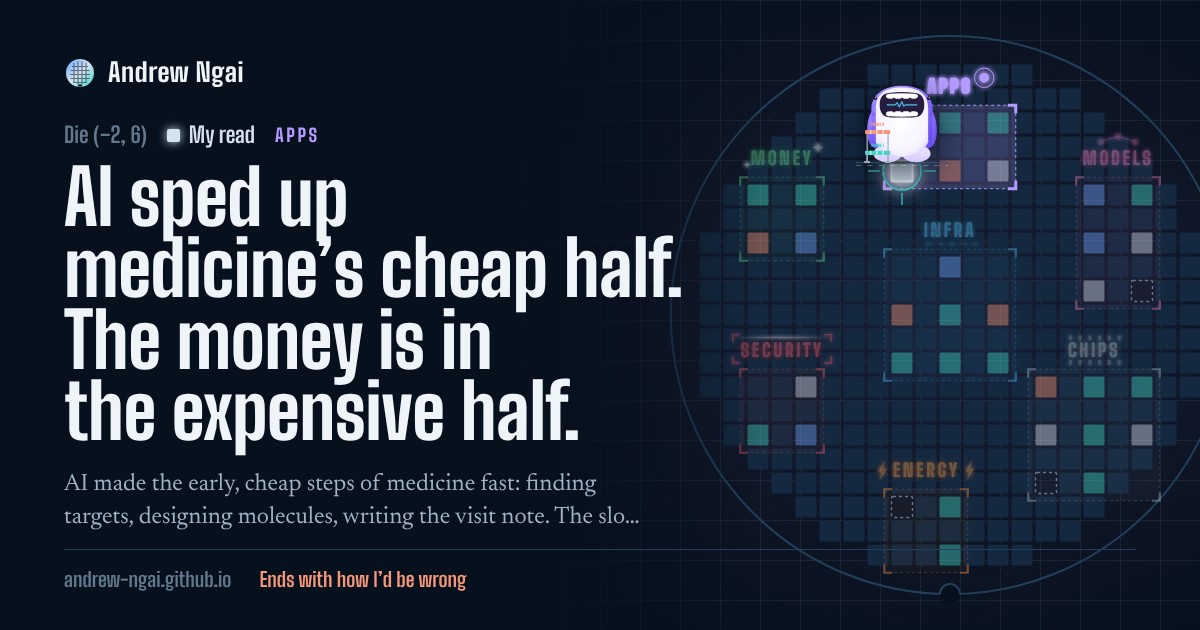 Andrew Ngai
Die (−2, 6) My read APPS
AI sped up
medicine’s cheap half.
The money is in
the expensive half.
AI made the early, cheap steps of medicine fast: finding
targets, designing molecules, writing the visit note. The slo…
andrew-ngai.github.io Ends with how I’d be wrong
APPS
MONEY
MODELS
INFRA
SECURITY
CHIPS
ENERGY